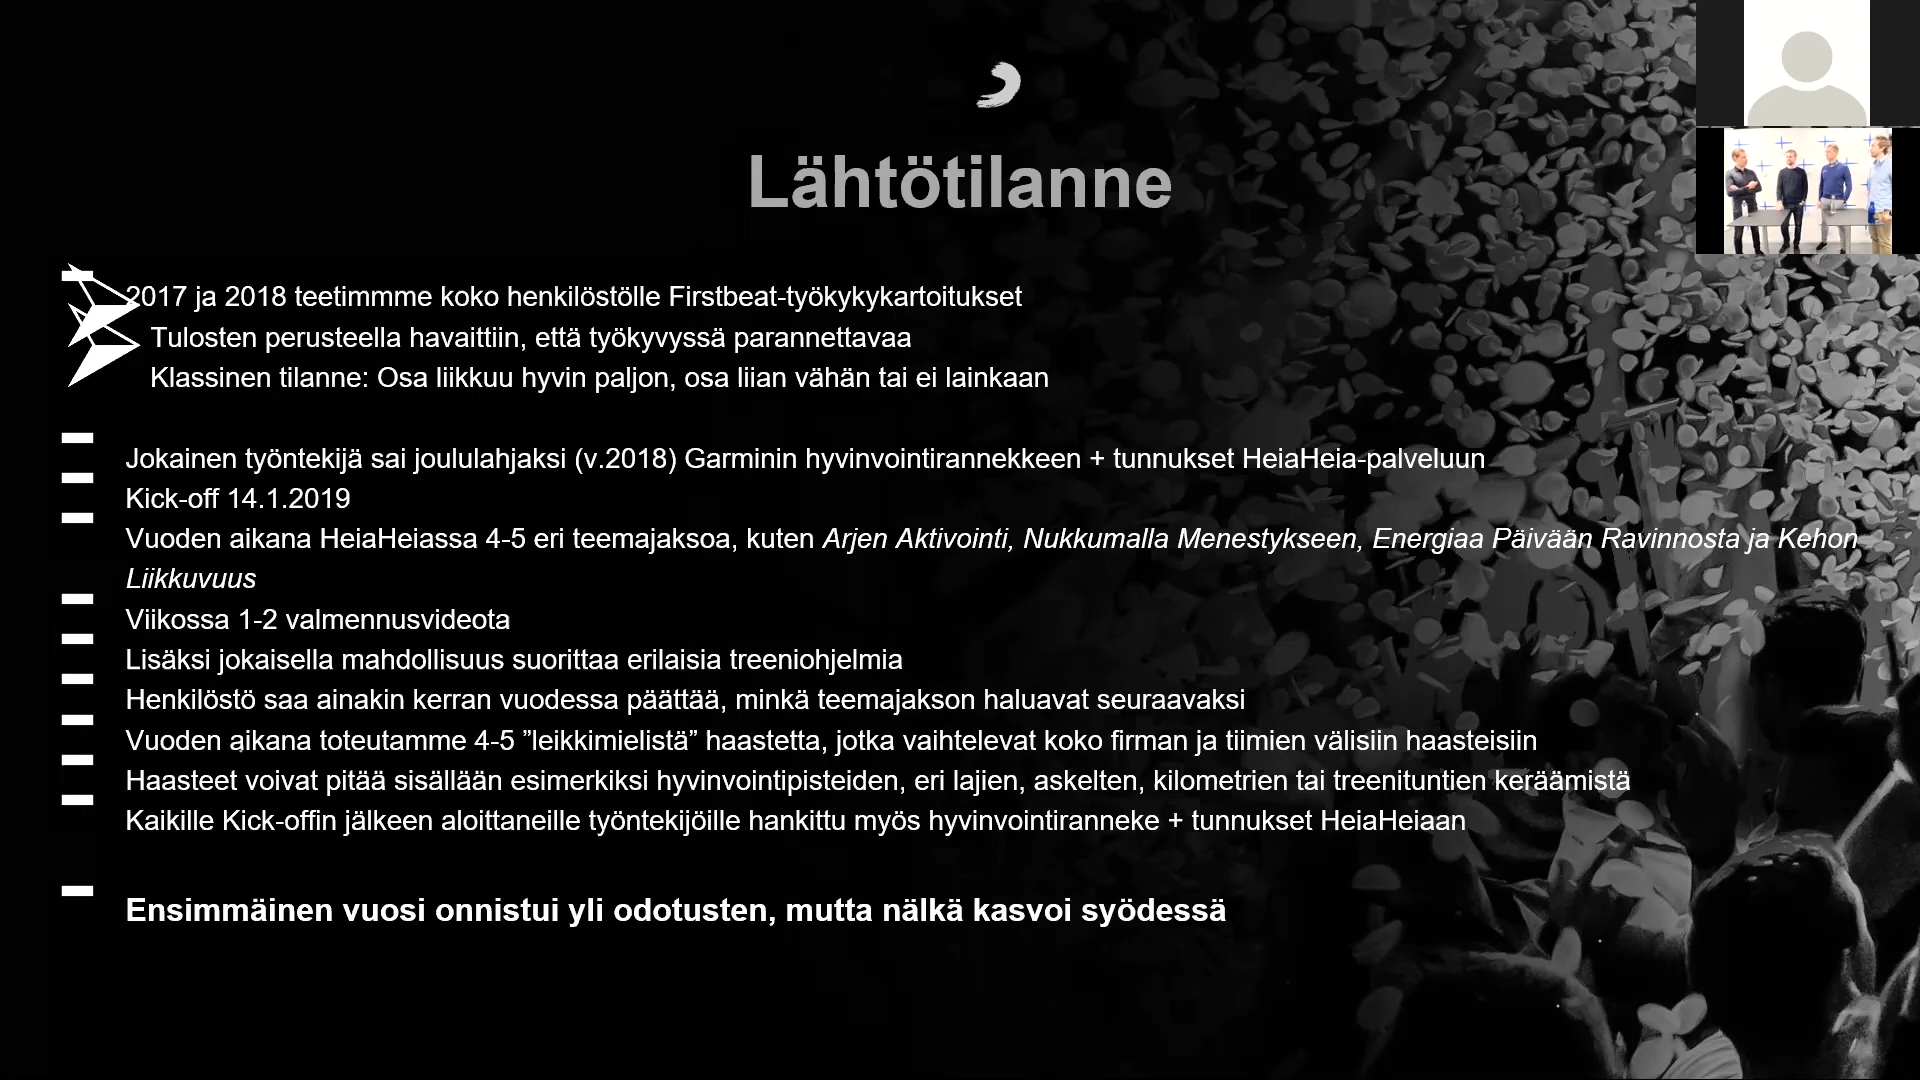 Lähtötilanne
2017 ja 2018 teetimmme koko henkilöstölle Firstbeat-työkykykartoitukset
Tulosten perusteella havaittiin, että työkyvyssä parannettavaa
Klassinen tilanne: Osa liikkuu hyvin paljon, osa liian vähän tai ei lainkaan
Jokainen työntekijä sai joululahjaksi (v.2018) Garminin hyvinvointirannekkeen + tunnukset HeiaHeia-palveluun
Kick-off 14.1.2019
Vuoden aikana HeiaHeiassa 4-5 eri teemajaksoa, kuten Arjen Aktivointi, Nukkumalla Menestykseen, Energiaa Päivään Ravinnosta ja Kehon
Liikkuvuus
Viikossa 1-2 valmennusvideota
Lisäksi jokaisella mahdollisuus suorittaa erilaisia treeniohjelmia
Henkilöstö saa ainakin kerran vuodessa päättää, minkä teemajakson haluavat seuraavaksi
Vuoden aikana toteutamme 4-5 ”leikkimielistä” haastetta, jotka vaihtelevat koko firman ja tiimien välisiin haasteisiin
Haasteet voivat pitää sisällään esimerkiksi hyvinvointipisteiden, eri lajien, askelten, kilometrien tai treenituntien keräämistä
Kaikille Kick-offin jälkeen aloittaneille työntekijöille hankittu myös hyvinvointiranneke + tunnukset HeiaHeiaan
Ensimmäinen vuosi onnistui yli odotusten, mutta nälkä kasvoi syödessä